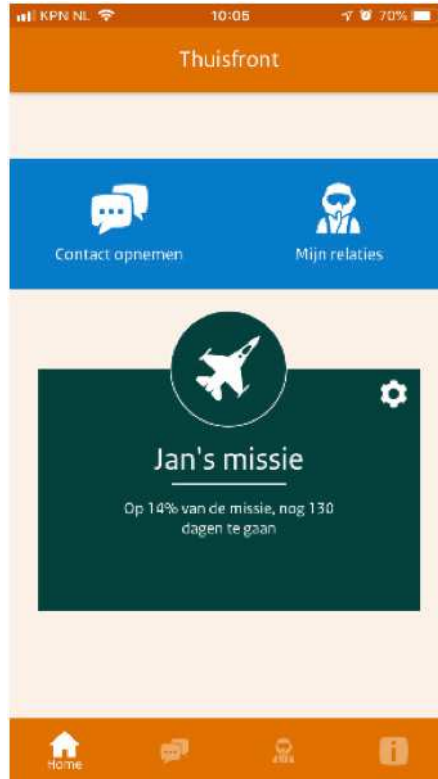 KPN NL 10:05 70%
Thuisfront
Contact opnemen Mijn relaties
Jan's missie
Op 14% van de missie, nog 130
dagen te gaan
Home